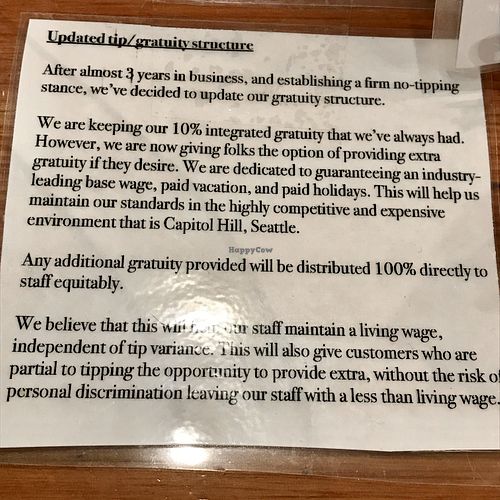 Updated tip/gratuity structure
After almost 3 years in business, and establishing a firm no-tipping
stance, we've decided to update our gratuity structure.
We are keeping our 10% integrated gratuity that we've always had.
However, we are now giving folks the option of providing extra
gratuity if they desire. We are dedicated to guaranteeing an industry-
leading base wage, paid vacation, and paid holidays. This will help us
maintain our standards in the highly competitive and expensive
environment that is Capitol Hill, Seattle.
HappyCow
Any additional gratuity provided will be distributed 100% directly to
staff equitably.
We believe that this will our staff maintain a living wage,
independent of tip variance. This will also give customers who are
partial to tipping the opportunity to provide extra, without the risk of
personal discrimination leaving our staff with a less than living wage.